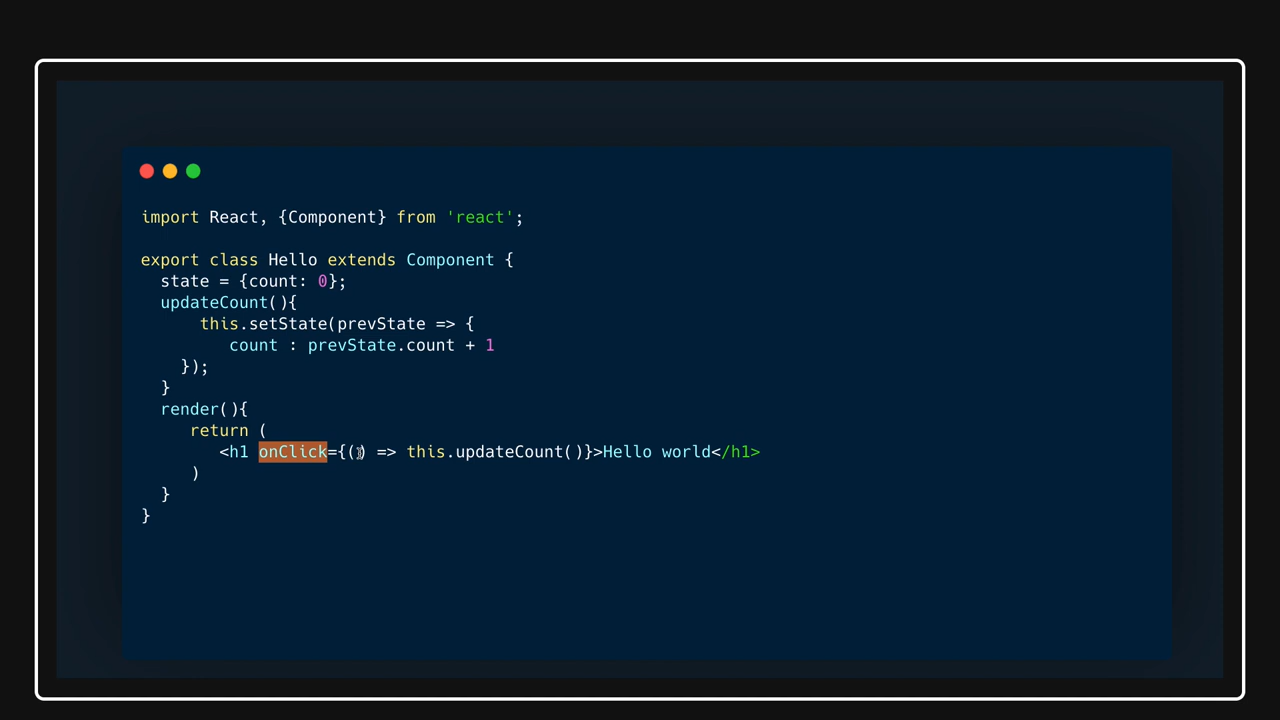 import React, {Component} from 'react';
export class Hello extends Component {
state = {count: 0};
updateCount(){
this.setState(prevState => {
count : prevState.count + 1
});
}
render(){
return (
<h1 onClick={() => this.updateCount()}>Hello world</h1>
)
}
}